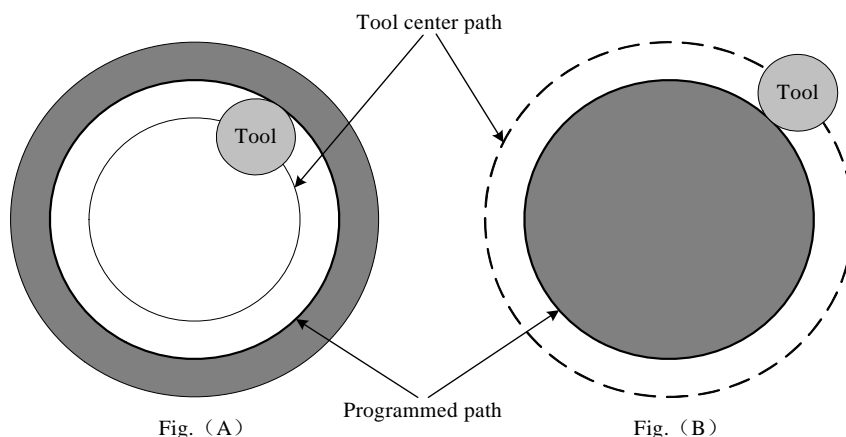 Tool center path
Tool
Tool
Programmed path
Fig.（A）
Fig.（B）